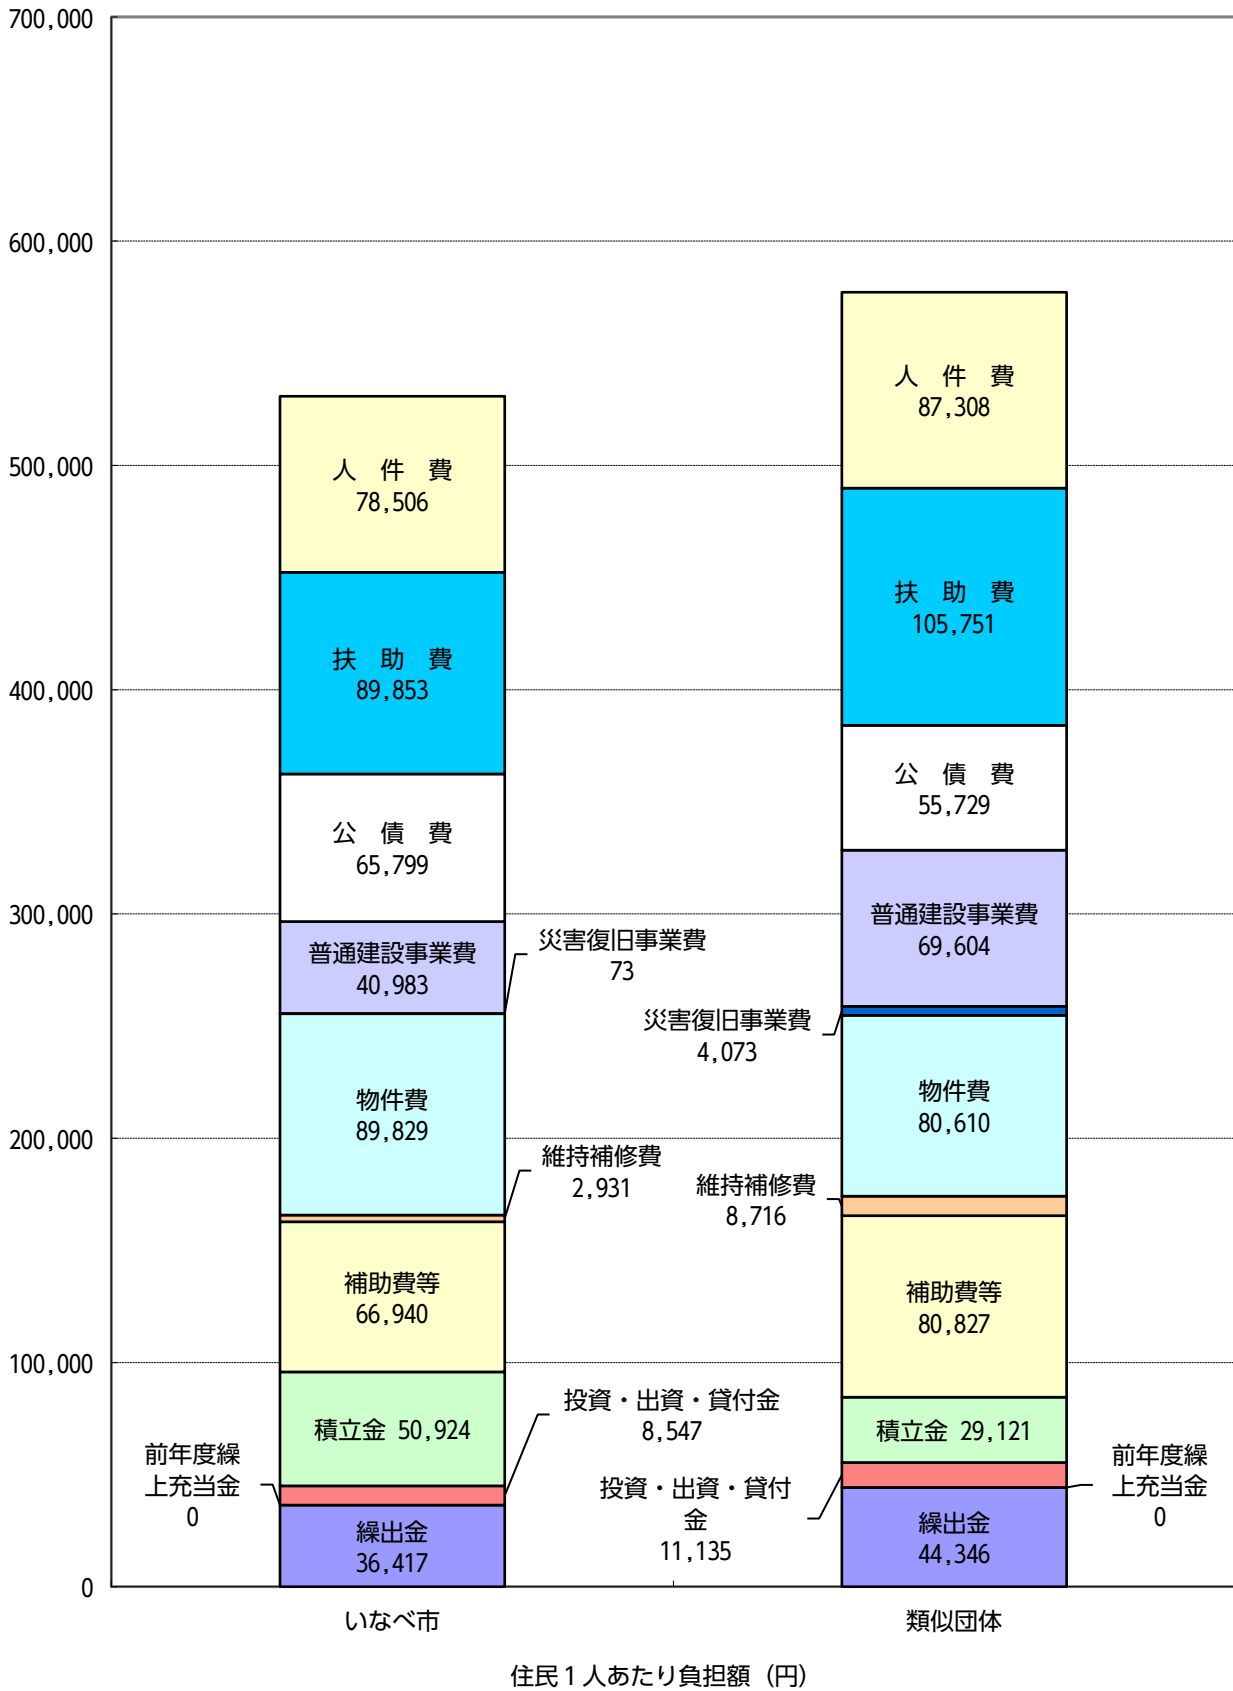 700,000
600,000
500,000
400,000
300,000
200,000
100,000
0
人　件　費
78,506
扶　助　費
89,853
公　債　費
65,799
普通建設事業費
40,983
災害復旧事業費
73
物件費
89,829
維持補修費
2,931
補助費等
66,940
積立金 50,924
投資・出資・貸付金
8,547
前年度繰
上充当金
0
繰出金
36,417
人　件　費
87,308
扶　助　費
105,751
公　債　費
55,729
普通建設事業費
69,604
災害復旧事業費
4,073
物件費
80,610
維持補修費
8,716
補助費等
80,827
積立金 29,121
投資・出資・貸付
金
11,135
前年度繰
上充当金
0
繰出金
44,346
いなべ市
類似団体
住民１人あたり負担額（円）